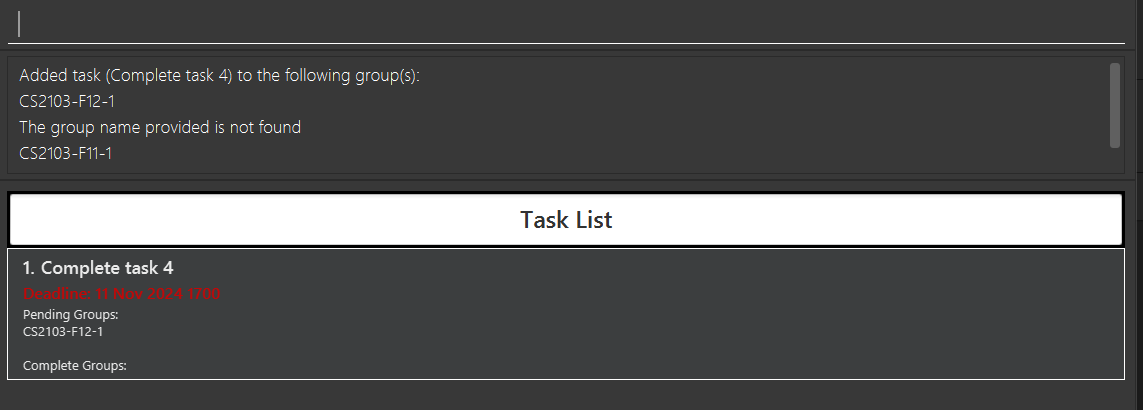 Added task (Complete task 4) to the following group(s):
CS2103-F12-1
The group name provided is not found
CS2103-F11-1
Task List
1. Complete task 4
Deadline: 11 Nov 2024 1700
Pending Groups:
CS2103-F12-1
Complete Groups: